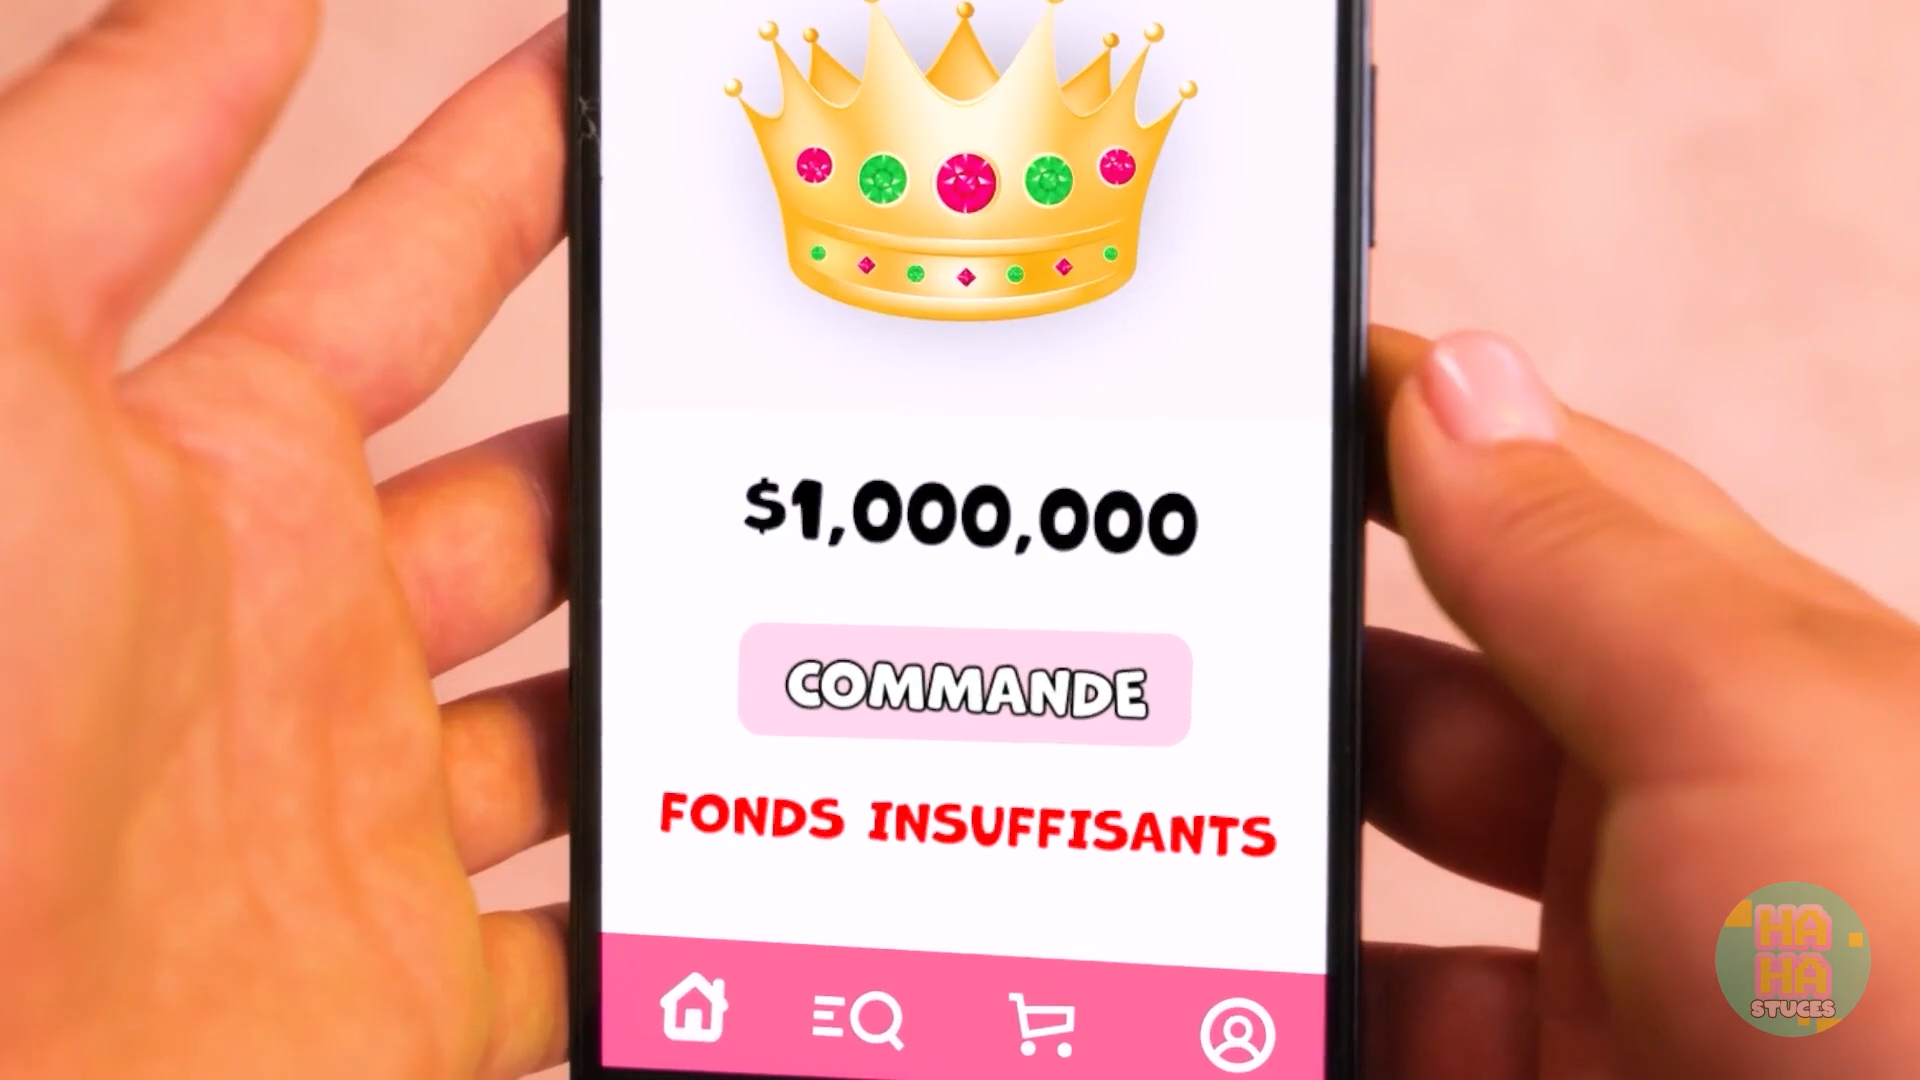 $1,000,000
COMMANDE
FONDS INSUFFISANTS
HA
HA
STUCES